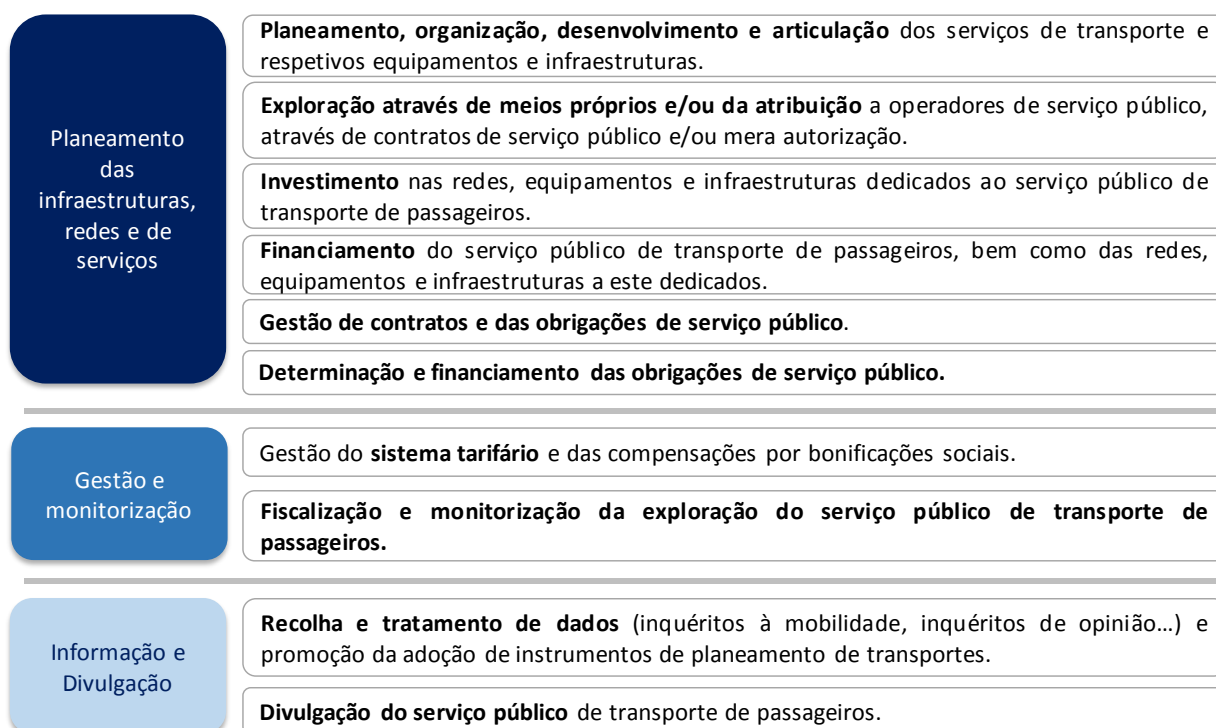 Planeamento
das
infraestruturas,
redes e de
serviços
Planeamento, organização, desenvolvimento e articulação dos serviços de transporte e
respetivos equipamentos e infraestruturas.
Exploração através de meios próprios e/ou da atribuição a operadores de serviço público,
através de contratos de serviço público e/ou mera autorização.
Investimento nas redes, equipamentos e infraestruturas dedicados ao serviço público de
transporte de passageiros.
Financiamento do serviço público de transporte de passageiros, bem como das redes,
equipamentos e infraestruturas a este dedicados.
Gestão de contratos e das obrigações de serviço público.
Determinação e financiamento das obrigações de serviço público.
Gestão e
monitorização
Gestão do sistema tarifário e das compensações por bonificações sociais.
Fiscalização e monitorização da exploração do serviço público de transporte de
passageiros.
Informação e
Divulgação
Recolha e tratamento de dados (inquéritos à mobilidade, inquéritos de opinião…) e
promoção da adoção de instrumentos de planeamento de transportes.
Divulgação do serviço público de transporte de passageiros.